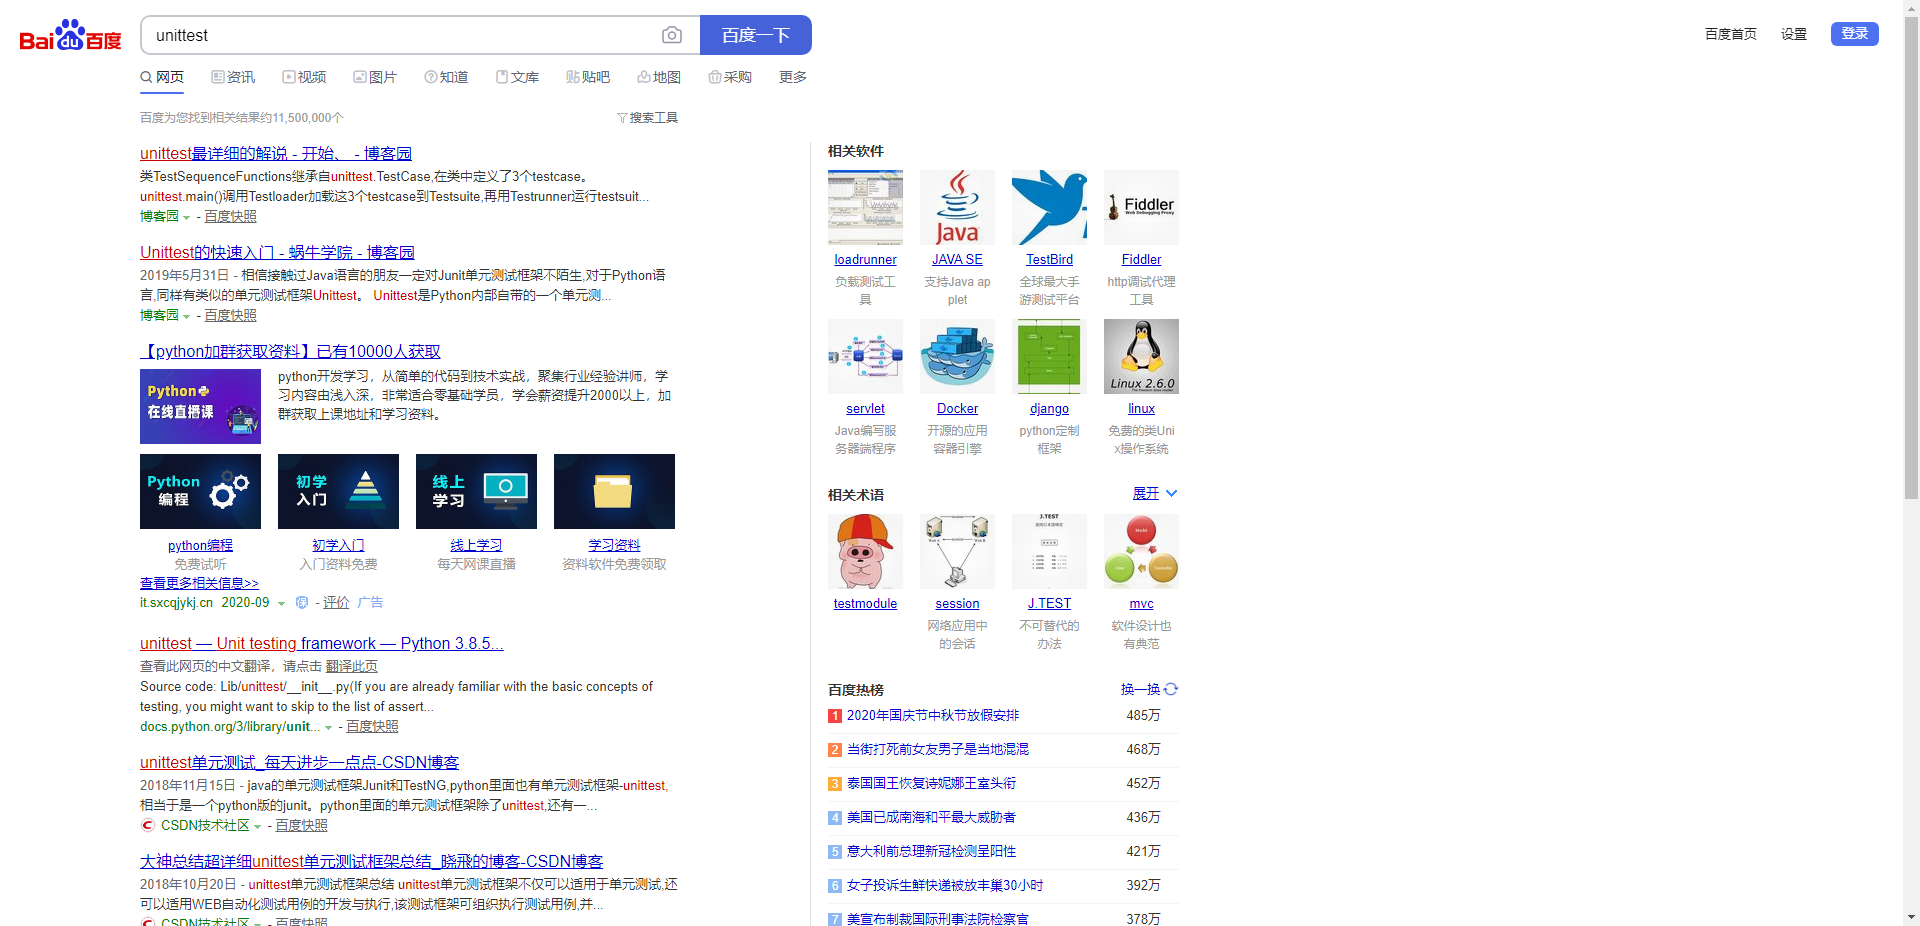 Bai du 百度
unittest
百度一下
百度首页 设置 登录
网页 资讯 视频 图片 知道 文库 贴吧 地图 采购 更多
百度为您找到相关结果约11,500,000个
搜索工具
unittest最详细的解说 - 开始、 - 博客园
类TestSequenceFunctions继承自unittest.TestCase,在类中定义了3个testcase。
unittest.main()调用Testloader加载这3个testcase到Testsuite,再用Testrunner运行testsuit...
博客园 - 百度快照
Unittest的快速入门 - 蜗牛学院 - 博客园
2019年5月31日 - 相信接触过Java语言的朋友一定对Junit单元测试框架不陌生,对于Python语
言,同样有类似的单元测试框架Unittest。 Unittest是Python内部自带的一个单元测...
博客园 - 百度快照
【python加群获取资料】已有10000人获取
Python
在线直播课
python开发学习，从简单的代码到技术实战，聚集行业经验讲师，学
习内容由浅入深，非常适合零基础学员，学会薪资提升2000以上，加
群获取上课地址和学习资料。
Python
编程
初学
入门
线上
学习
python编程 初学入门 线上学习 学习资料
免费试听 入门资料免费 每天网课直播 资料软件免费领取
查看更多相关信息>>
it.sxcqjykj.cn 2020-09 保 - 评价 广告
unittest — Unit testing framework — Python 3.8.5...
查看此网页的中文翻译，请点击 翻译此页
Source code: Lib/unittest/__init__.py(If you are already familiar with the basic concepts of
testing, you might want to skip to the list of assert...
docs.python.org/3/library/unit... - 百度快照
unittest单元测试_每天进步一点点-CSDN博客
2018年11月15日 - java的单元测试框架Junit和TestNG,python里面也有单元测试框架-unittest,
相当于是一个python版的junit。python里面的单元测试框架除了unittest,还有一...
CSDN技术社区 - 百度快照
大神总结超详细unittest单元测试框架总结_晓飛的博客-CSDN博客
2018年10月20日 - unittest单元测试框架总结 unittest单元测试框架不仅可以适用于单元测试,还
可以适用WEB自动化测试用例的开发与执行,该测试框架可组织执行测试用例,并...
CSDN技术社区 - 百度快照
相关软件
Java
Fiddler
Web Debugging Proxy
loadrunner JAVA SE TestBird Fiddler
负载测试工
具
支持Java ap
plet
全球最大手
游测试平台
http调试代理
工具
Linux 2.6.0
servlet Docker django linux
Java编写服
务器端程序
开源的应用
容器引擎
python定制
框架
免费的类Uni
x操作系统
相关术语
展开
Web A Web B
J.TEST
Model
View
Controller
testmodule session J.TEST mvc
网络应用中
的会话
不可替代的
办法
软件设计也
有典范
百度热榜
换一换
1 2020年国庆节中秋节放假安排 485万
2 当街打死前女友男子是当地混混 468万
3 泰国国王恢复诗妮娜王室头衔 452万
4 美国已成南海和平最大威胁者 436万
5 意大利前总理新冠检测呈阳性 421万
6 女子投诉生鲜快递被放丰巢30小时 392万
7 美宣布制裁国际刑事法院检察官 378万